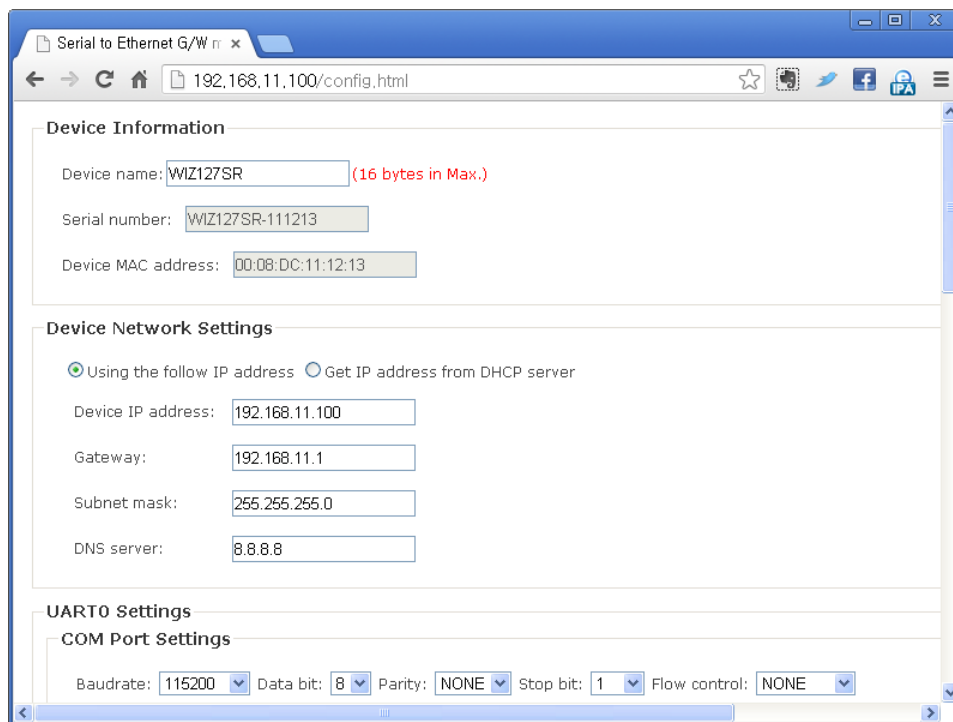 Serial to Ethernet G/W m
192.168.11.100/config.html
IPA
Device Information
Device name: WIZ127SR (16 bytes in Max.)
Serial number: WIZ127SR-111213
Device MAC address: 00:08:DC:11:12:13
Device Network Settings
Using the follow IP address Get IP address from DHCP server
Device IP address: 192.168.11.100
Gateway: 192.168.11.1
Subnet mask: 255.255.255.0
DNS server: 8.8.8.8
UART0 Settings
COM Port Settings
Baudrate: 115200 Data bit: 8 Parity: NONE Stop bit: 1 Flow control: NONE